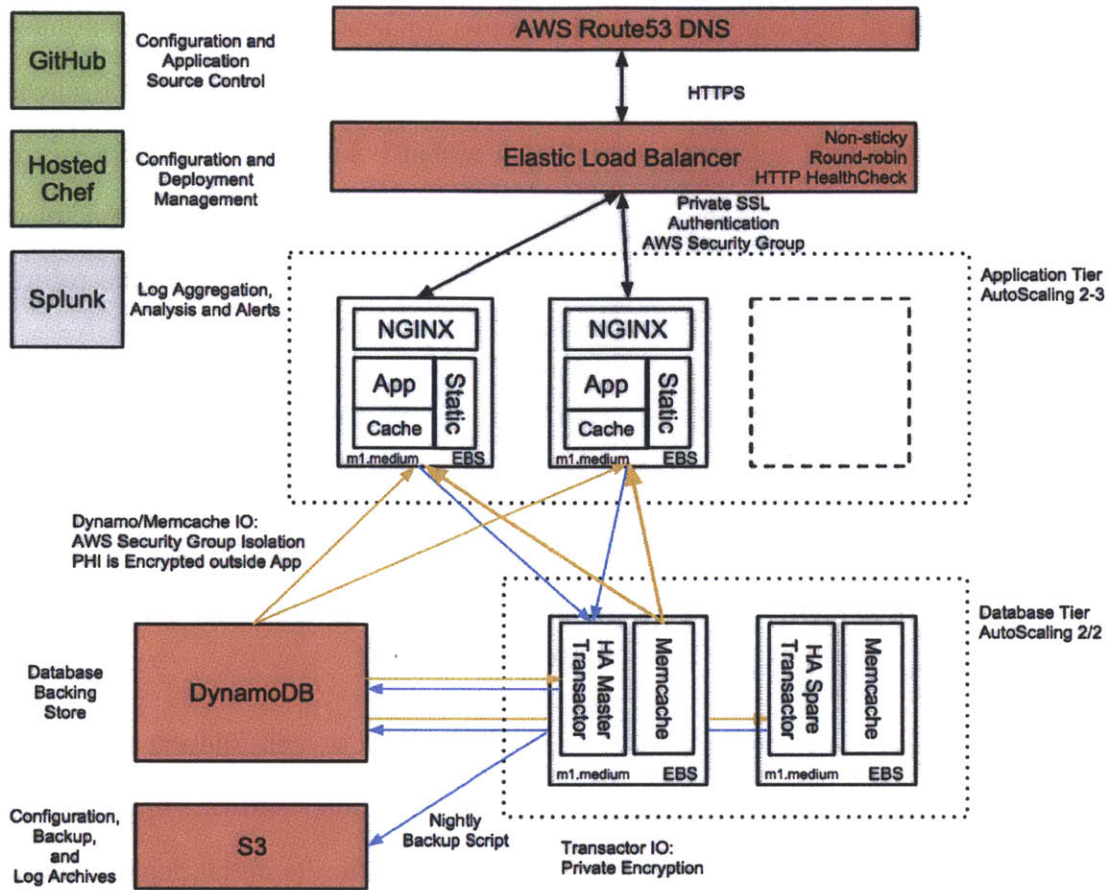 AWS Route53 DNS
GitHub
Configuration and
Application
Source Control
HTTPS
Hosted
Chef
Configuration and
Deployment
Management
Elastic Load Balancer
Non-sticky
Round-robin
HTTP HealthCheck
Private SSL
Authentication
AWS Security Group
Splunk
Log Aggregation,
Analysis and Alerts
Application Tier
AutoScaling 2-3
NGINX
App
Static
Cache
m1.medium
EBS
NGINX
App
Static
Cache
m1.medium
EBS
Dynamo/Memcache IO:
AWS Security Group Isolation
PHI is Encrypted outside App
Database Tier
AutoScaling 2/2
Database
Backing
Store
DynamoDB
HA Master
Transactor
Memcache
m1.medium
EBS
HA Spare
Transactor
Memcache
m1.medium
EBS
Configuration,
Backup,
and
Log Archives
S3
Nightly
Backup Script
Transactor IO:
Private Encryption